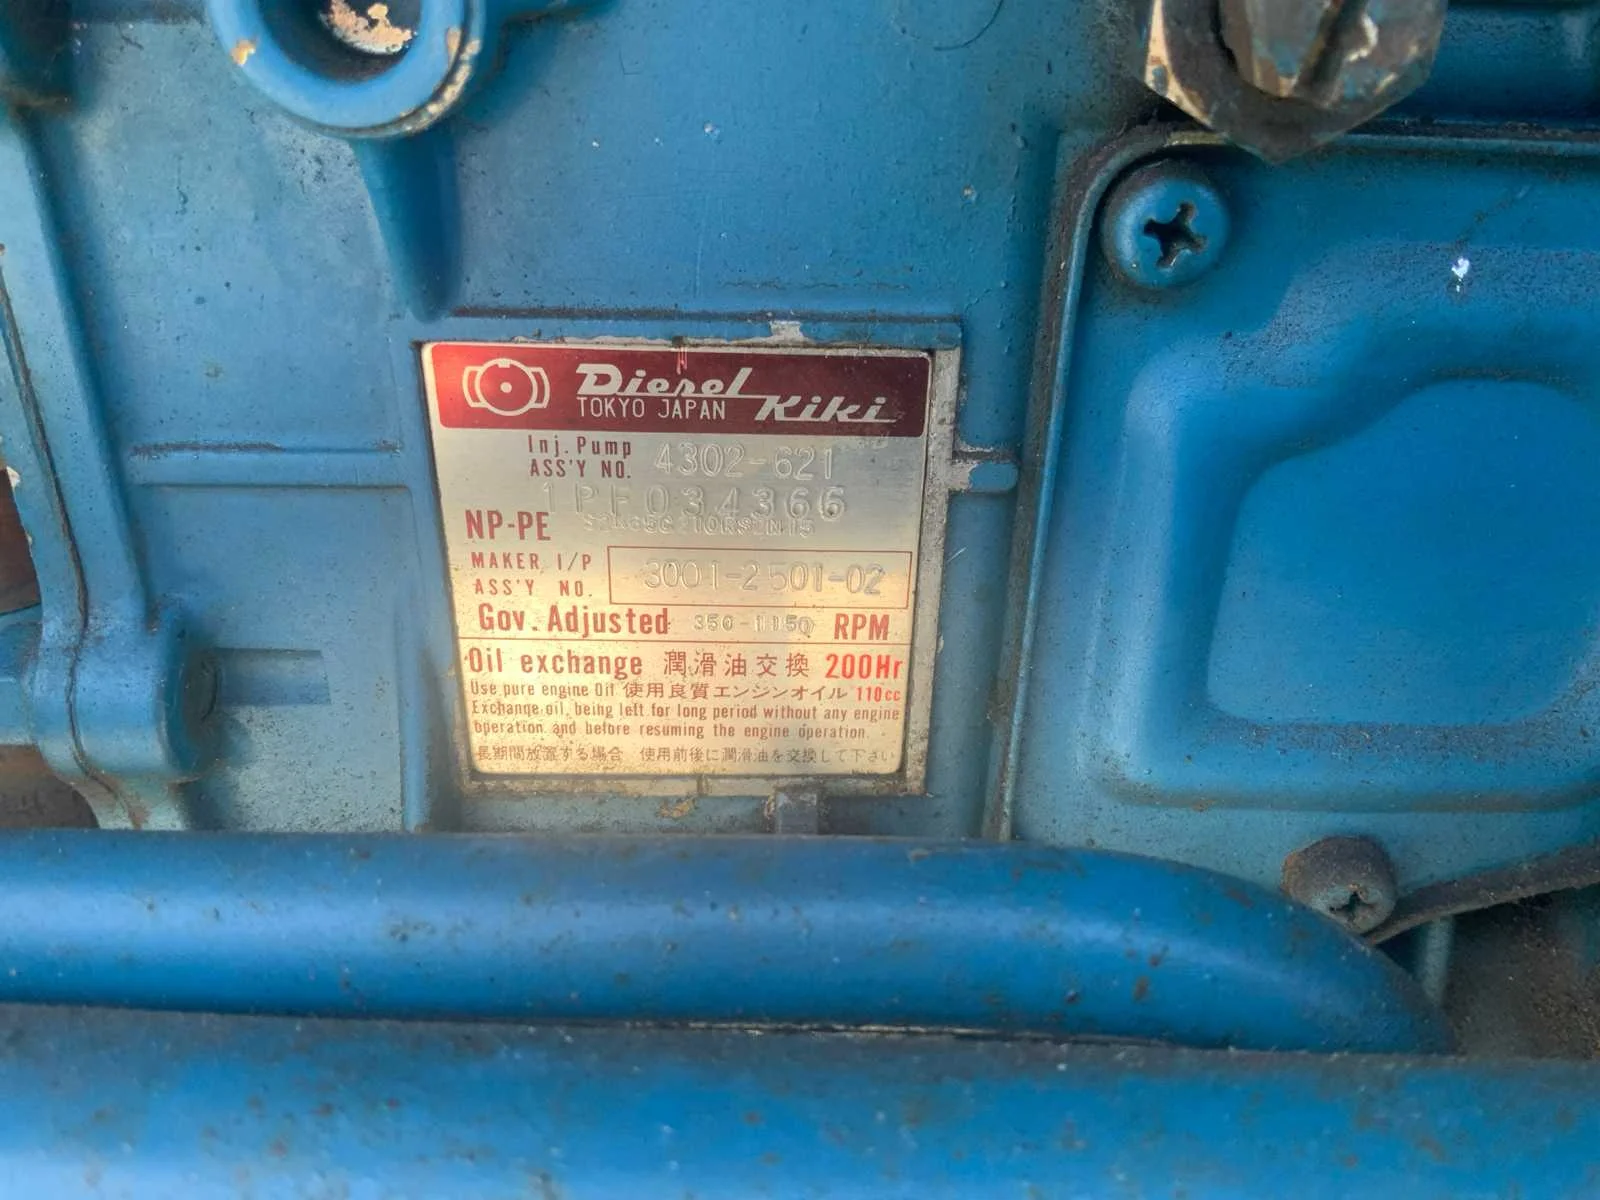 Diesel Kiki
TOKYO JAPAN
Inj. Pump
ASS'Y NO. 4302-621
1PF034366
NP-PE
MAKER I/P
ASS'Y NO. 3001-2501-02
Gov. Adjusted 350- RPM
Oil exchange 潤滑油交換 200Hr
Use pure engine Oil 使用良質エンジンオイル 110cc
Exchange oil, being left for long period without any engine
operation and before resuming the engine operation.
長期間放置する場合 使用前後に潤滑油を交換して下さい